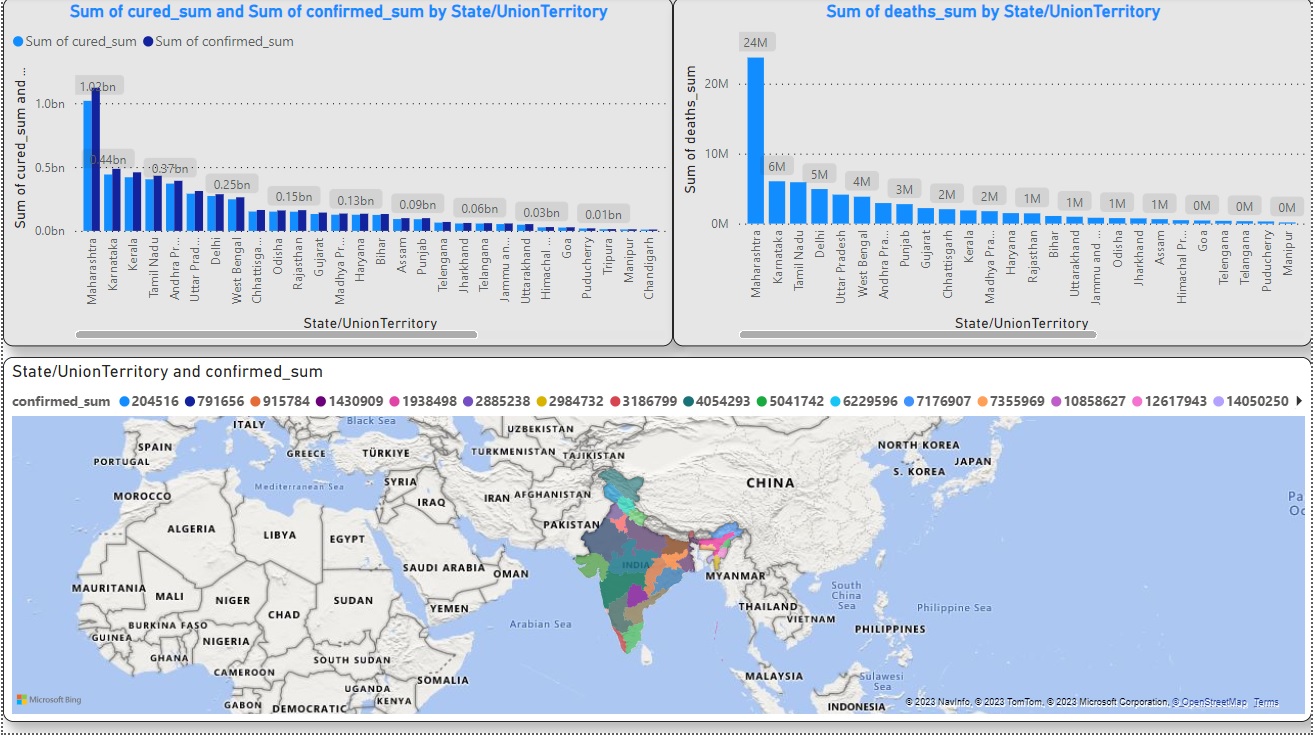 Sum of cured_sum and Sum of confirmed_sum by State/UnionTerritory
Sum of cured_sum Sum of confirmed_sum
Sum of cured_sum and ...
1.0bn
0.5bn
0.0bn
1.02bn
0.44bn
0.37bn
0.25bn
0.15bn
0.13bn
0.09bn
0.06bn
0.03bn
0.01bn
Maharashtra
Karnataka
Kerala
Tamil Nadu
Andhra Pr...
Uttar Prad...
Delhi
West Bengal
Chhattisga...
Odisha
Rajasthan
Gujarat
Madhya Pr...
Haryana
Bihar
Assam
Punjab
Telengana
Jharkhand
Telangana
Jammu an...
Uttarakhand
Himachal ...
Goa
Puducherry
Tripura
Manipur
Chandigarh
State/UnionTerritory
Sum of deaths_sum by State/UnionTerritory
Sum of deaths_sum
20M
10M
0M
24M
6M
5M
4M
3M
2M
2M
1M
1M
1M
1M
0M
0M
0M
Maharashtra
Karnataka
Tamil Nadu
Delhi
Uttar Pradesh
West Bengal
Andhra Pra...
Punjab
Gujarat
Chhattisgarh
Kerala
Madhya Pra...
Haryana
Rajasthan
Bihar
Uttarakhand
Jammu and ...
Odisha
Jharkhand
Assam
Himachal Pr...
Goa
Telengana
Telangana
Puducherry
Manipur
State/UnionTerritory
State/UnionTerritory and confirmed_sum
confirmed_sum 204516 791656 915784 1430909 1938498 2885238 2984732 3186799 4054293 5041742 6229596 7176907 7355969 10858627 12617943 14050250
ITALY
Black Sea
UZBEKISTAN
SPAIN
PORTUGAL
GREECE
TÜRKIYE
TURKMENISTAN
TAJIKISTAN
NORTH KOREA
S. KOREA
JAPAN
Mediterranean Sea
SYRIA
IRAQ
IRAN
AFGHANISTAN
CHINA
MOROCCO
PAKISTAN
Pa
Oc
ALGERIA
LIBYA
EGYPT
SAUDI ARABIA
OMAN
INDIA
MYANMAR
MAURITANIA
MALI
NIGER
CHAD
SUDAN
YEMEN
Arabian Sea
THAILAND
VIETNAM
South
China
Sea
Philippine Sea
PHILIPPINES
BURKINA FASO
GUINEA
NIGERIA
GHANA
CAMEROON
SOUTH SUDAN
SOMALIA
MALAYSIA
Sulawesi
Sea
UGANDA
KENYA
GABON
DEMOCRATIC
INDONESIA
Microsoft Bing
© 2023 NavInfo, © 2023 TomTom, © 2023 Microsoft Corporation, © OpenStreetMap Terms